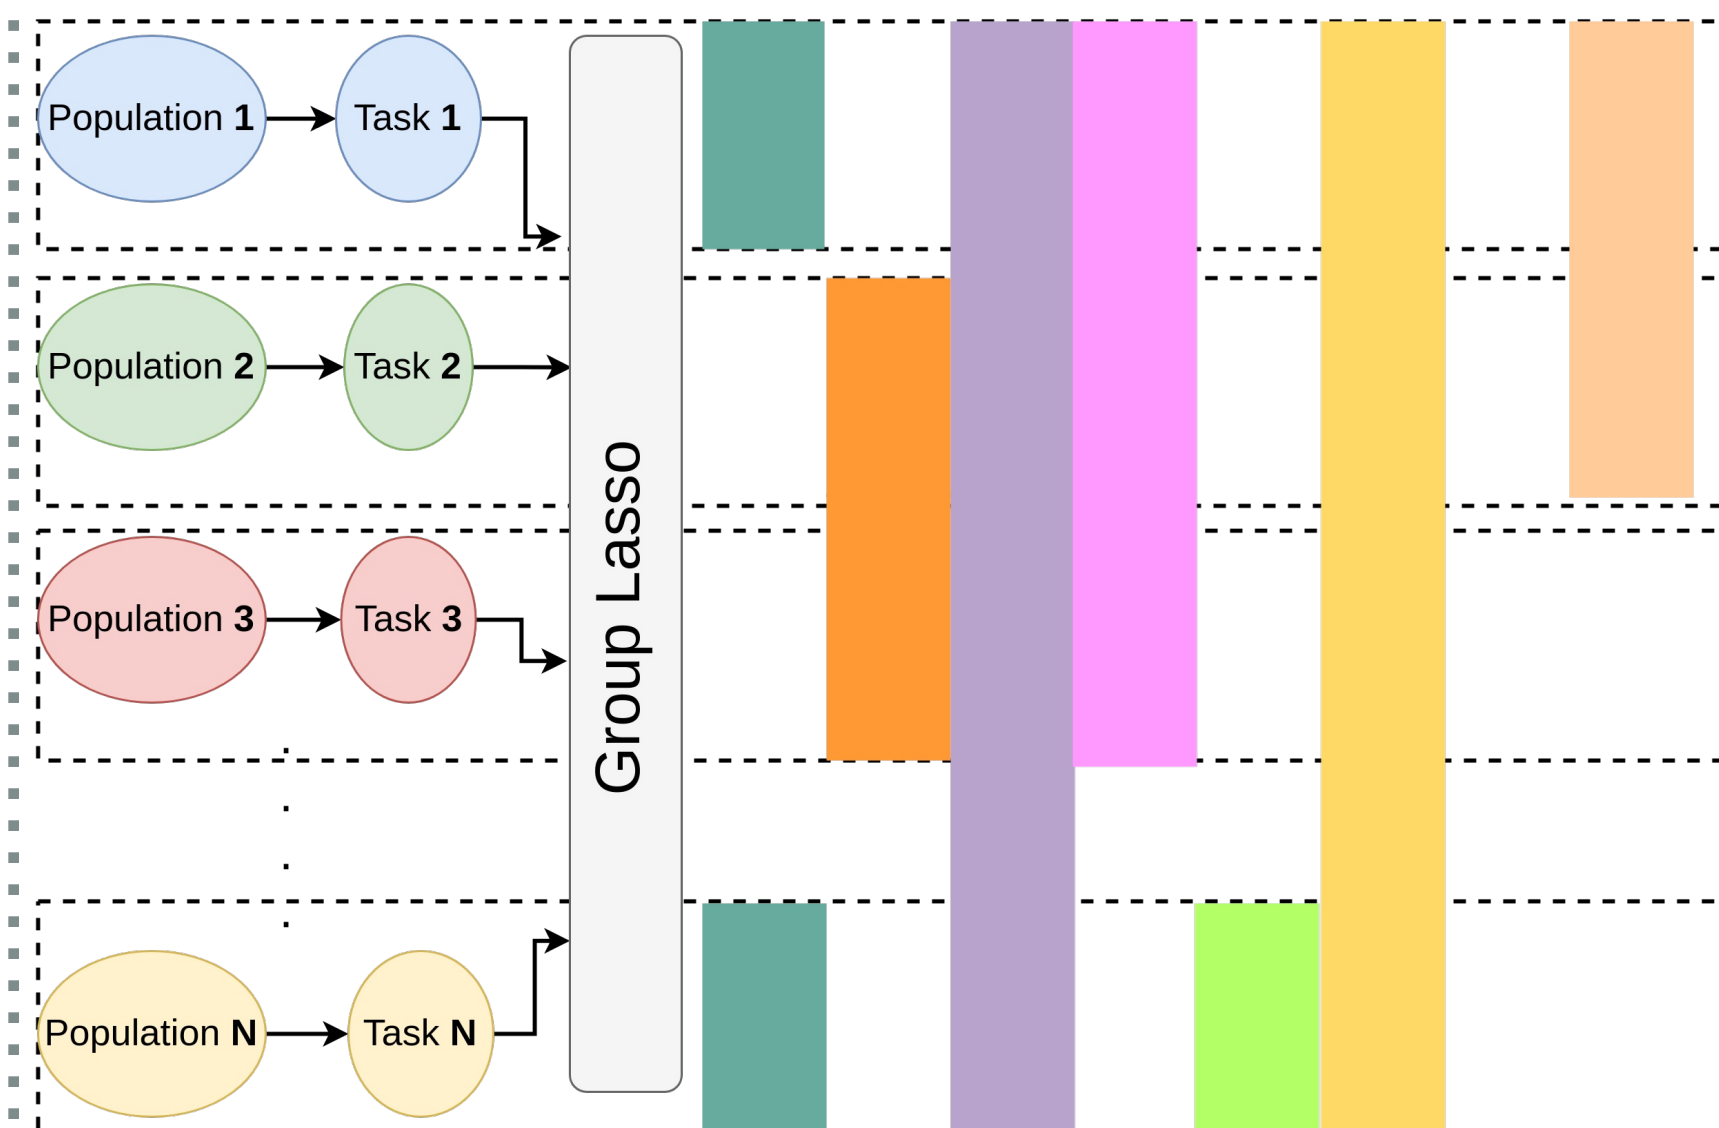 Population 1
Task 1
Population 2
Task 2
Group Lasso
Population 3
Task 3
Population N
Task N